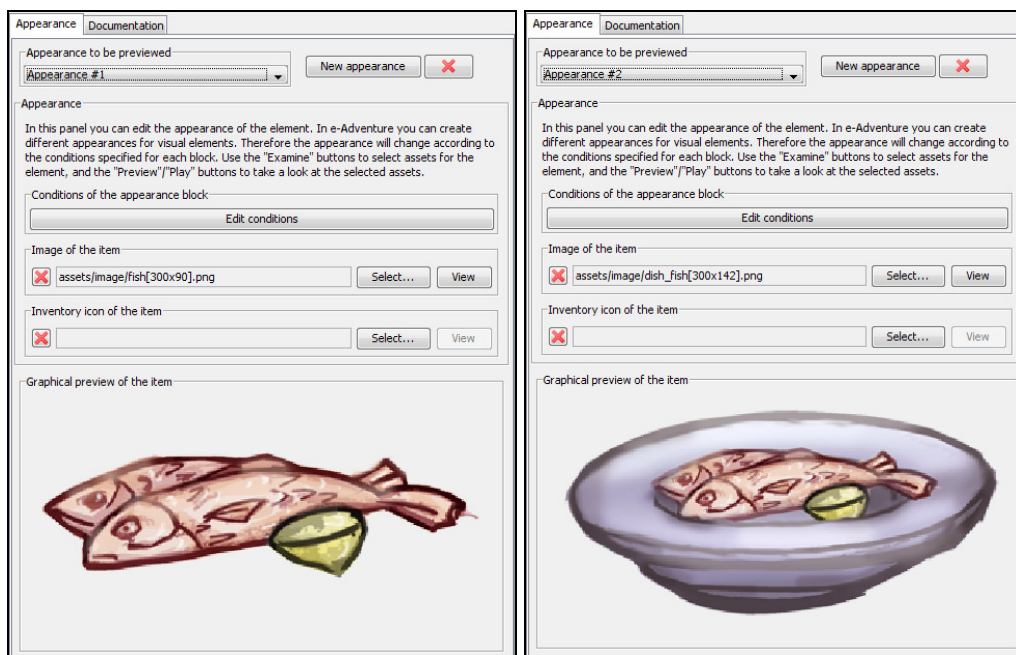 Appearance Documentation
Appearance to be previewed
Appearance #1
New appearance
Appearance
In this panel you can edit the appearance of the element. In e-Adventure you can create
different appearances for visual elements. Therefore the appearance will change according to
the conditions specified for each block. Use the "Examine" buttons to select assets for the
element, and the "Preview"/"Play" buttons to take a look at the selected assets.
Conditions of the appearance block
Edit conditions
Image of the item
assets/image/fish[300x90].png Select... View
Inventory icon of the item
Select... View
Graphical preview of the item
Appearance Documentation
Appearance to be previewed
Appearance #2
New appearance
Appearance
In this panel you can edit the appearance of the element. In e-Adventure you can create
different appearances for visual elements. Therefore the appearance will change according to
the conditions specified for each block. Use the "Examine" buttons to select assets for the
element, and the "Preview"/"Play" buttons to take a look at the selected assets.
Conditions of the appearance block
Edit conditions
Image of the item
assets/image/dish_fish[300x142].png Select... View
Inventory icon of the item
Select... View
Graphical preview of the item